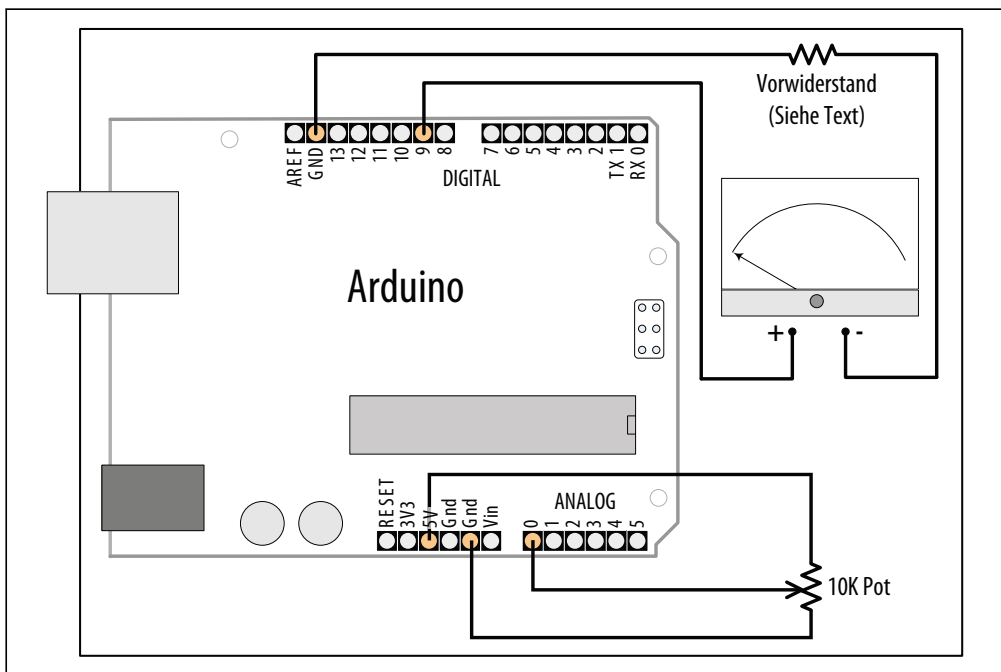 Vorwiderstand
(Siehe Text)
AREF
GND
13
12
11
10
9
8
7
6
5
4
3
2
TX 1
RX 0
DIGITAL
Arduino
+
-
RESET
3V3
5V
Gnd
Gnd
Vin
ANALOG
0
1
2
3
4
5
10K Pot